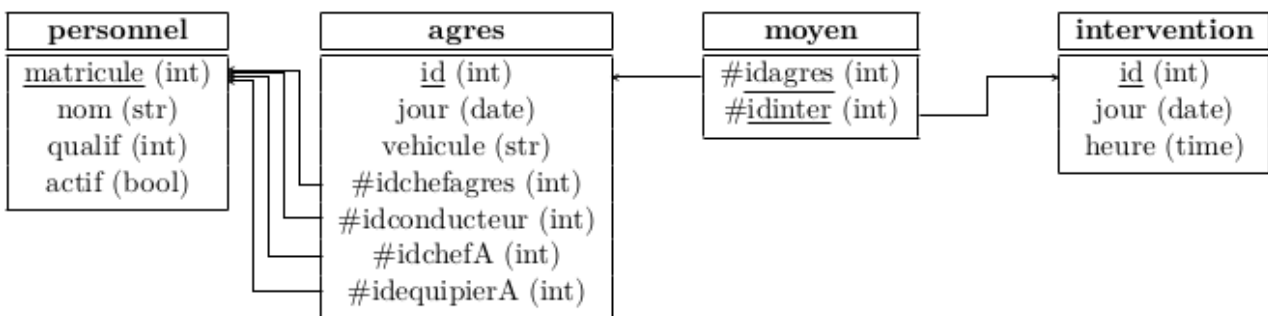 personnel
matricule (int)
nom (str)
qualif (int)
actif (bool)
agres
id (int)
jour (date)
vehicule (str)
#idchefagres (int)
#idconducteur (int)
#idchefA (int)
#idequipierA (int)
moyen
#idagres (int)
#idinter (int)
intervention
id (int)
jour (date)
heure (time)